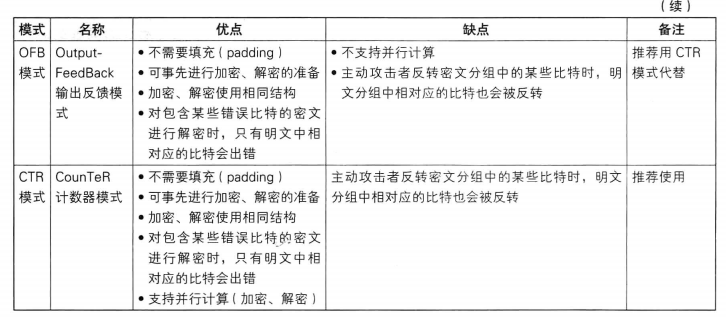 （续）
模式 名称 优点 缺点 备注
OFB模式
Output-
FeedBack
输出反馈模
式
• 不需要填充（padding）
• 可事先进行加密、解密的准备
• 加密、解密使用相同结构
• 对包含某些错误比特的密文
进行解密时，只有明文中相
对应的比特会出错
• 不支持并行计算
• 主动攻击者反转密文分组中的某些比特时，明
文分组中相对应的比特也会被反转
推荐用 CTR
模式代替
CTR
模式
CounTeR
计数器模式
• 不需要填充（padding）
• 可事先进行加密、解密的准备
• 加密、解密使用相同结构
• 对包含某些错误比特的密文
进行解密时，只有明文中相
对应的比特会出错
• 支持并行计算（加密、解密）
主动攻击者反转密文分组中的某些比特时，明文
分组中相对应的比特也会被反转
推荐使用